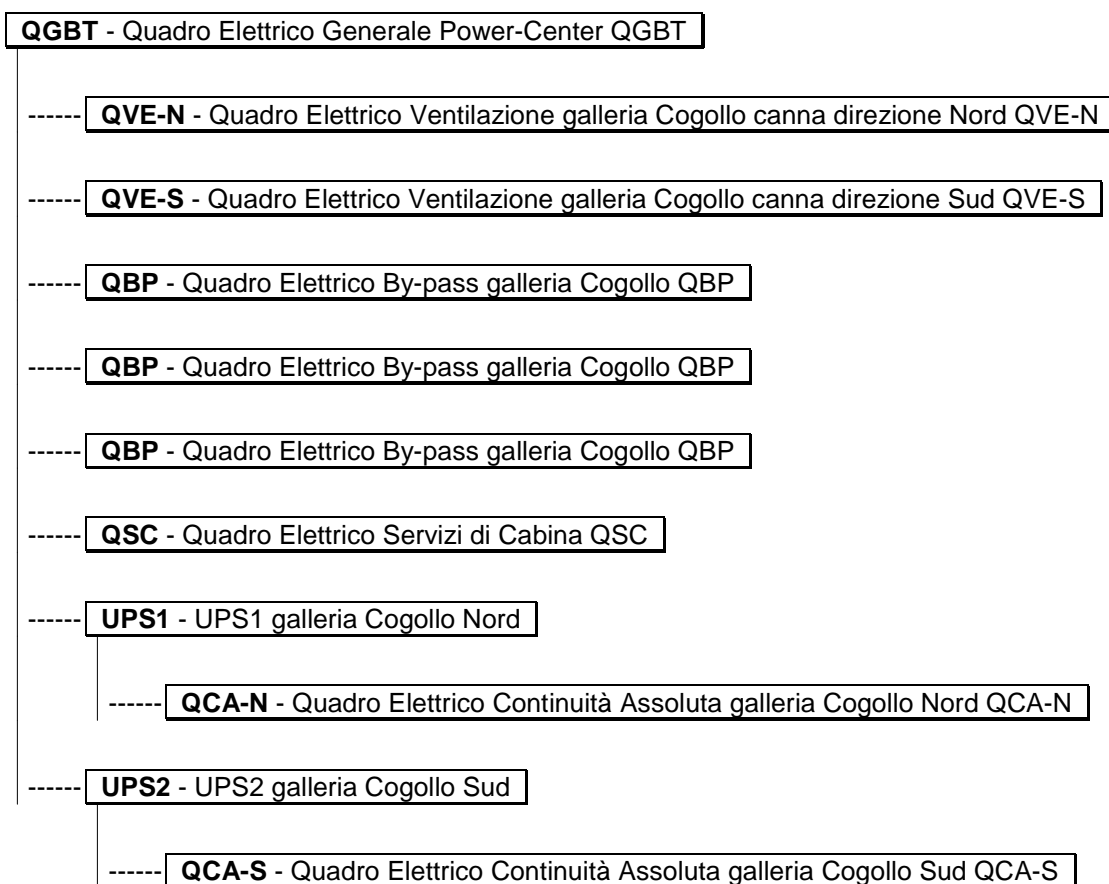 QGBT - Quadro Elettrico Generale Power-Center QGBT
------ QVE-N - Quadro Elettrico Ventilazione galleria Cogollo canna direzione Nord QVE-N
------ QVE-S - Quadro Elettrico Ventilazione galleria Cogollo canna direzione Sud QVE-S
------ QBP - Quadro Elettrico By-pass galleria Cogollo QBP
------ QBP - Quadro Elettrico By-pass galleria Cogollo QBP
------ QBP - Quadro Elettrico By-pass galleria Cogollo QBP
------ QSC - Quadro Elettrico Servizi di Cabina QSC
------ UPS1 - UPS1 galleria Cogollo Nord
------ QCA-N - Quadro Elettrico Continuità Assoluta galleria Cogollo Nord QCA-N
------ UPS2 - UPS2 galleria Cogollo Sud
------ QCA-S - Quadro Elettrico Continuità Assoluta galleria Cogollo Sud QCA-S